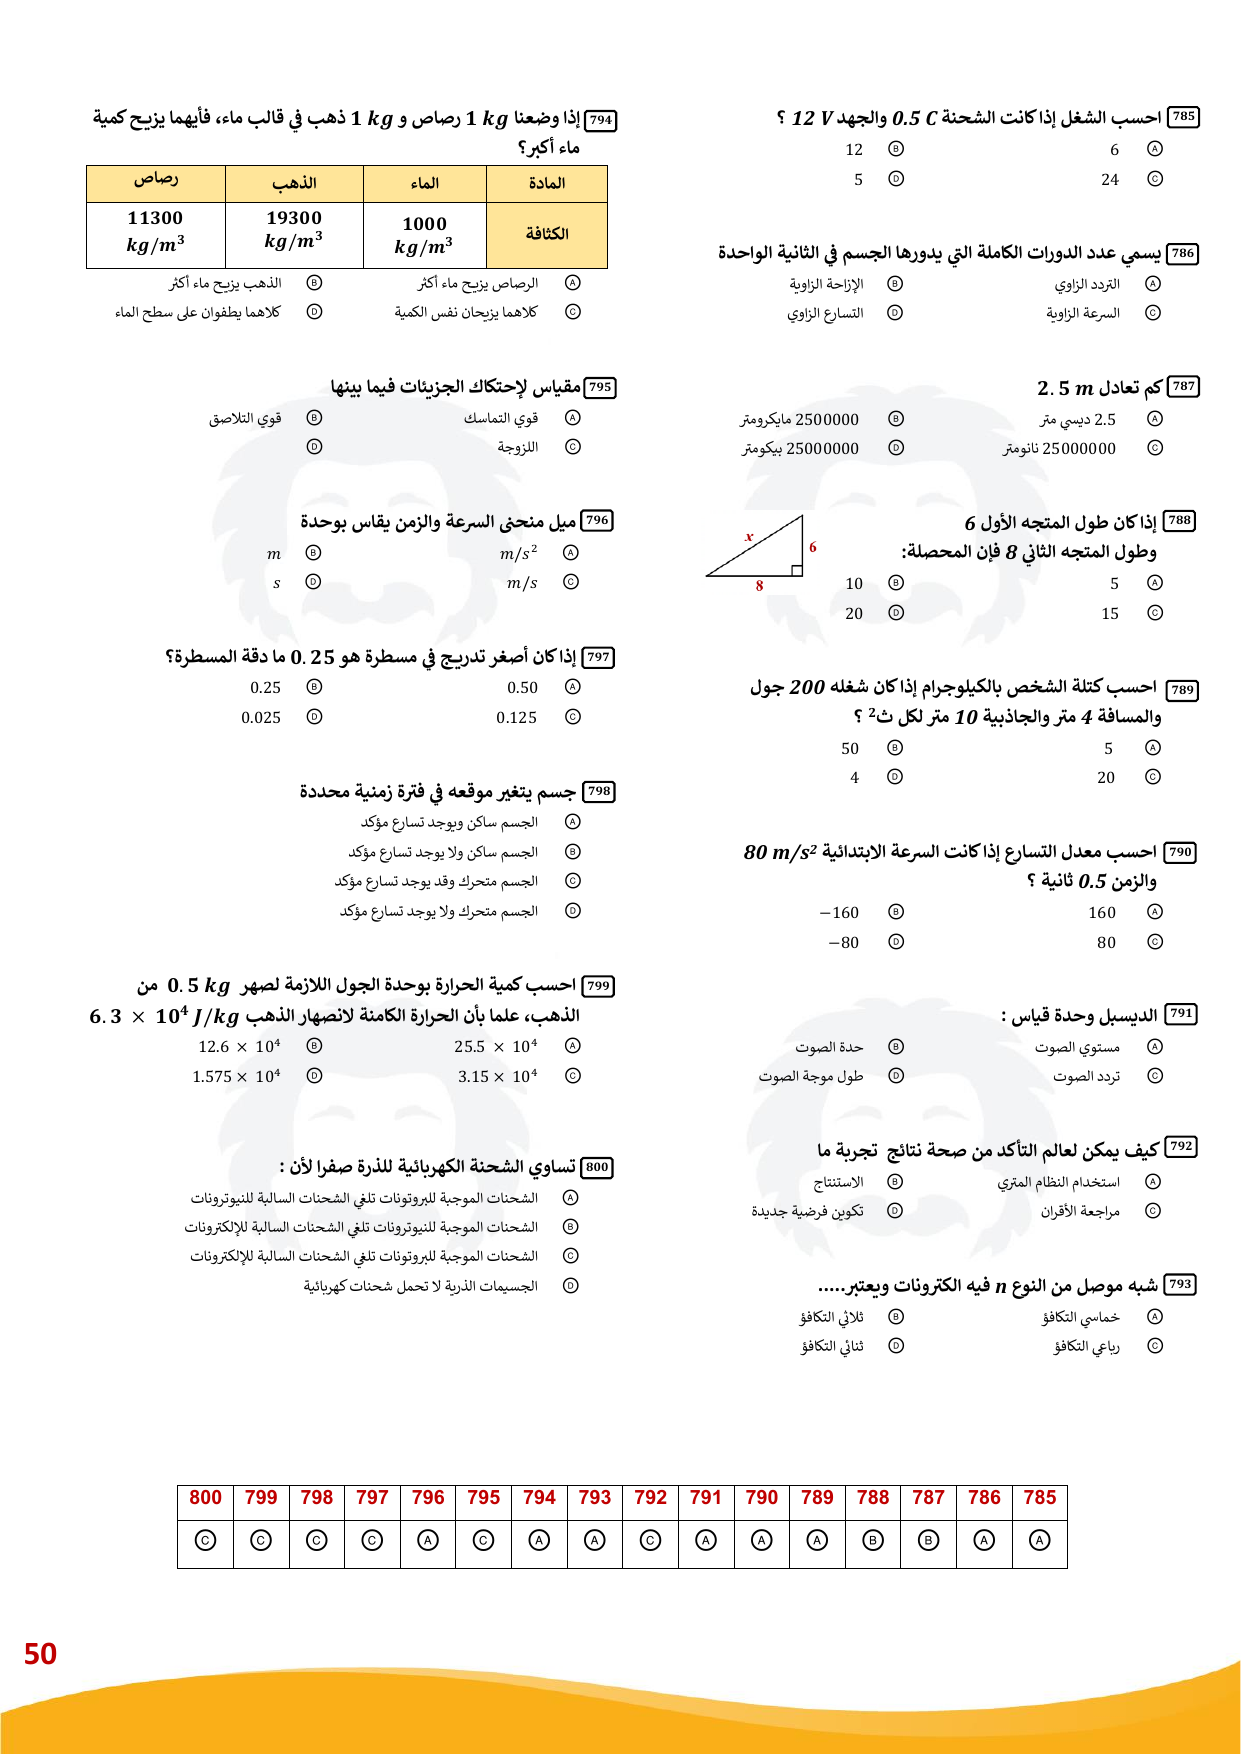 785 احسب الشغل إذا كانت الشحنة 0.5 C والجهد 12 V ؟
A 6
B 12
C 24
D 5
786 يسمي عدد الدورات الكاملة التي يدورها الجسم في الثانية الواحدة
A التردد الزاوي
B الإزاحة الزاوية
C السرعة الزاوية
D التسارع الزاوي
787 كم تعادل 2.5 m
A 2.5 ديسي متر
B 2500000 مايكرومتر
C 25000000 نانومتر
D 25000000 بيكومتر
788 إذا كان طول المتجه الأول 6
وطول المتجه الثاني 8 فإن المحصلة:
x
6
8
A 5
B 10
C 15
D 20
789 احسب كتلة الشخص بالكيلوجرام إذا كان شغله 200 جول
والمسافة 4 متر والجاذبية 10 متر لكل ث² ؟
A 5
B 50
C 20
D 4
790 احسب معدل التسارع إذا كانت السرعة الابتدائية 80 m/s²
والزمن 0.5 ثانية ؟
A 160
B −160
C 80
D −80
791 الديسبل وحدة قياس :
A مستوي الصوت
B حدة الصوت
C تردد الصوت
D طول موجة الصوت
792 كيف يمكن لعالم التأكد من صحة نتائج تجربة ما
A استخدام النظام المتري
B الاستنتاج
C مراجعة الأقران
D تكوين فرضية جديدة
793 شبه موصل من النوع n فيه الكترونات ويعتبر.....
A خماسي التكافؤ
B ثلاثي التكافؤ
C رباعي التكافؤ
D ثنائي التكافؤ
794 إذا وضعنا 1 kg رصاص و 1 kg ذهب في قالب ماء، فأيهما يزيح كمية
ماء أكبر؟
المادة الماء الذهب رصاص
الكثافة 1000 kg/m³ 19300 kg/m³ 11300 kg/m³
A الرصاص يزيح ماء أكثر
B الذهب يزيح ماء أكثر
C كلاهما يزيحان نفس الكمية
D كلاهما يطفوان على سطح الماء
795 مقياس لإحتكاك الجزيئات فيما بينها
A قوي التماسك
B قوي التلاصق
C اللزوجة
D
796 ميل منحنى السرعة والزمن يقاس بوحدة
A m/s²
B m
C m/s
D s
797 إذا كان أصغر تدريج في مسطرة هو 0.25 ما دقة المسطرة؟
A 0.50
B 0.25
C 0.125
D 0.025
798 جسم يتغير موقعه في فترة زمنية محددة
A الجسم ساكن ويوجد تسارع مؤكد
B الجسم ساكن ولا يوجد تسارع مؤكد
C الجسم متحرك وقد يوجد تسارع مؤكد
D الجسم متحرك ولا يوجد تسارع مؤكد
799 احسب كمية الحرارة بوحدة الجول اللازمة لصهر 0.5 kg من
الذهب، علما بأن الحرارة الكامنة لانصهار الذهب 6.3 × 10⁴ J/kg
A 25.5 × 10⁴
B 12.6 × 10⁴
C 3.15 × 10⁴
D 1.575 × 10⁴
800 تساوي الشحنة الكهربائية للذرة صفرا لأن :
A الشحنات الموجبة للبروتونات تلغي الشحنات السالبة للنيوترونات
B الشحنات الموجبة للنيوترونات تلغي الشحنات السالبة للإلكترونات
C الشحنات الموجبة للبروتونات تلغي الشحنات السالبة للإلكترونات
D الجسيمات الذرية لا تحمل شحنات كهربائية
800 799 798 797 796 795 794 793 792 791 790 789 788 787 786 785
C C C C A C A A C A A A B B A A
50